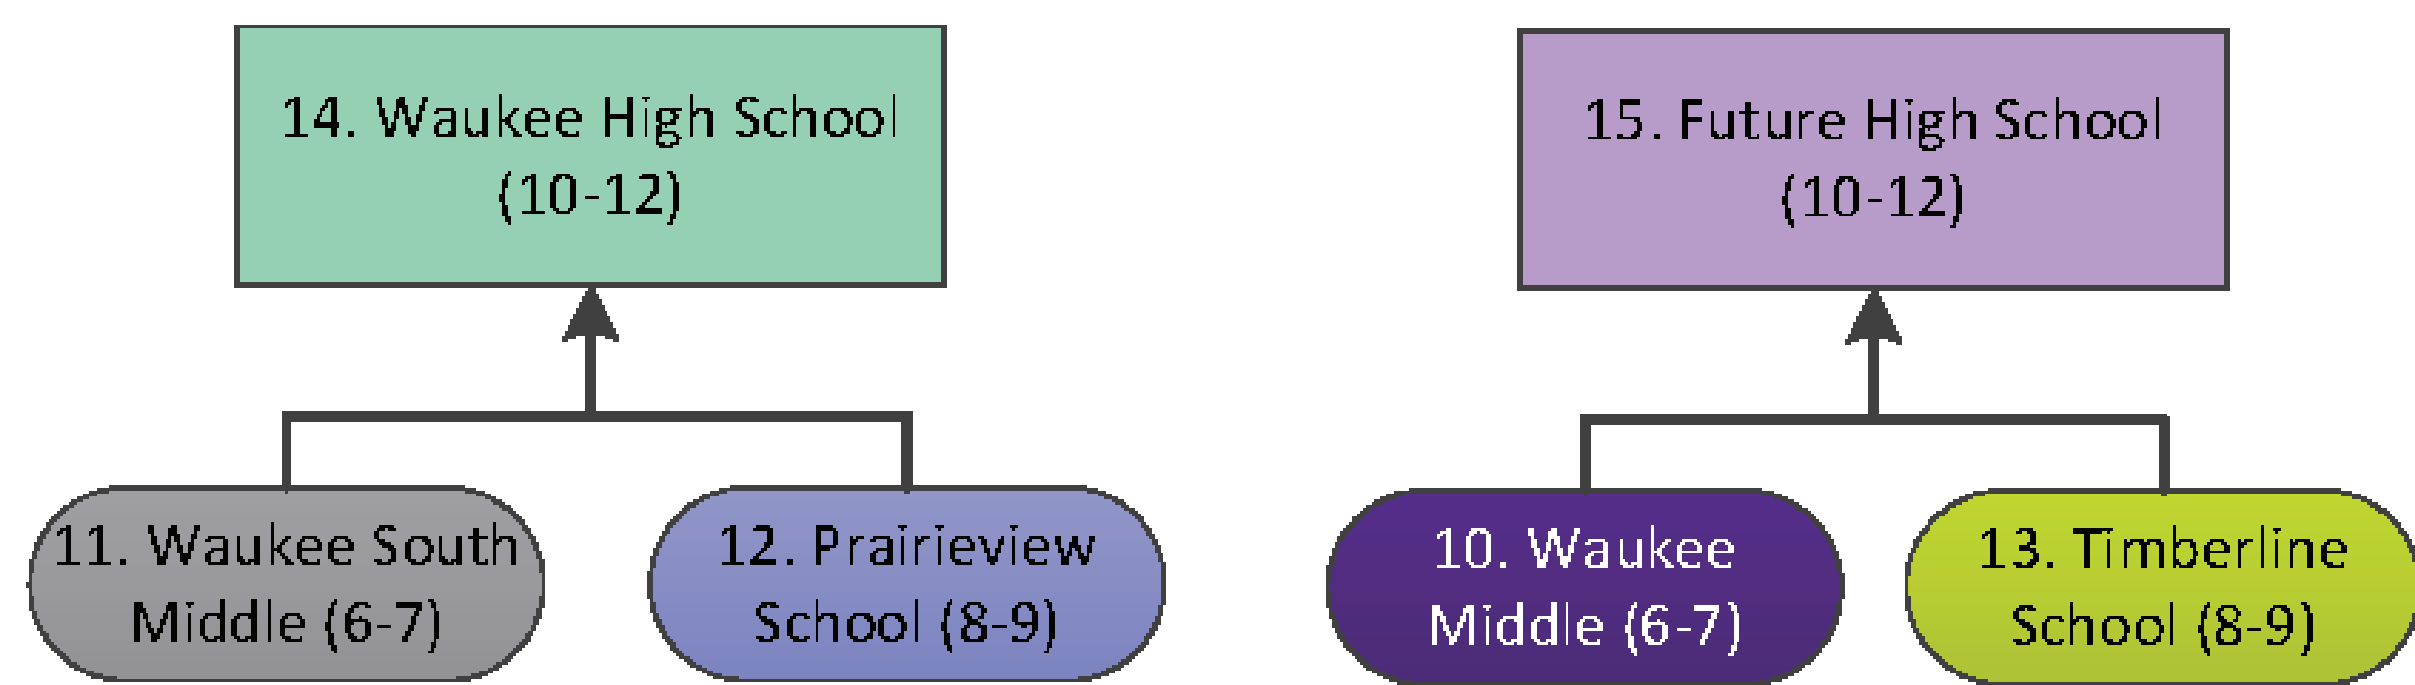 14. Waukee High School
(10-12)
15. Future High School
(10-12)
11. Waukee South
Middle (6-7)
12. Prairieview
School (8-9)
10. Waukee
Middle (6-7)
13. Timberline
School (8-9)